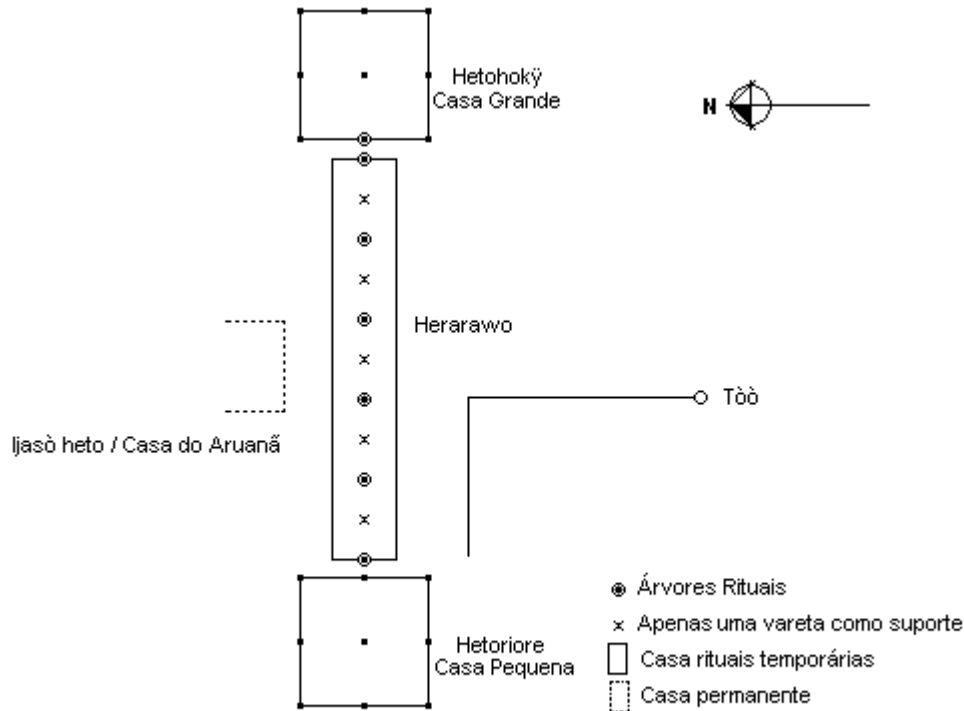 Hetohokÿ
Casa Grande
N
Herarawo
Tòò
Ijasò heto / Casa do Aruanã
Árvores Rituais
Apenas uma vareta como suporte
Casa rituais temporárias
Casa permanente
Hetoriore
Casa Pequena